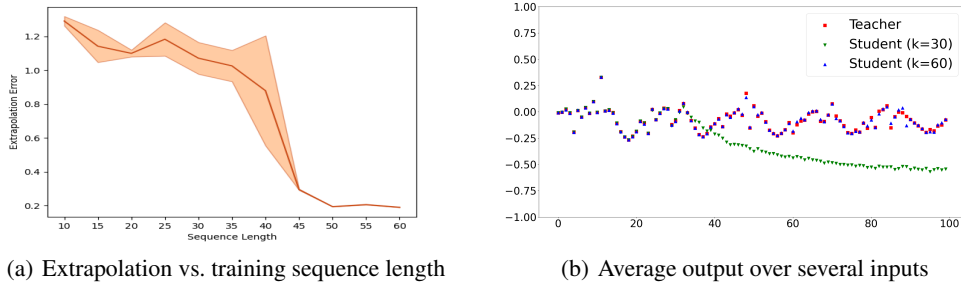 1.2
1.0
0.8
0.6
0.4
0.2
Extrapolation Error
10 15 20 25 30 35 40 45 50 55 60
Sequence Length
(a) Extrapolation vs. training sequence length
1.00
0.75
0.50
0.25
0.00
−0.25
−0.50
−0.75
−1.00
Teacher
Student (k=30)
Student (k=60)
0 20 40 60 80 100
(b) Average output over several inputs